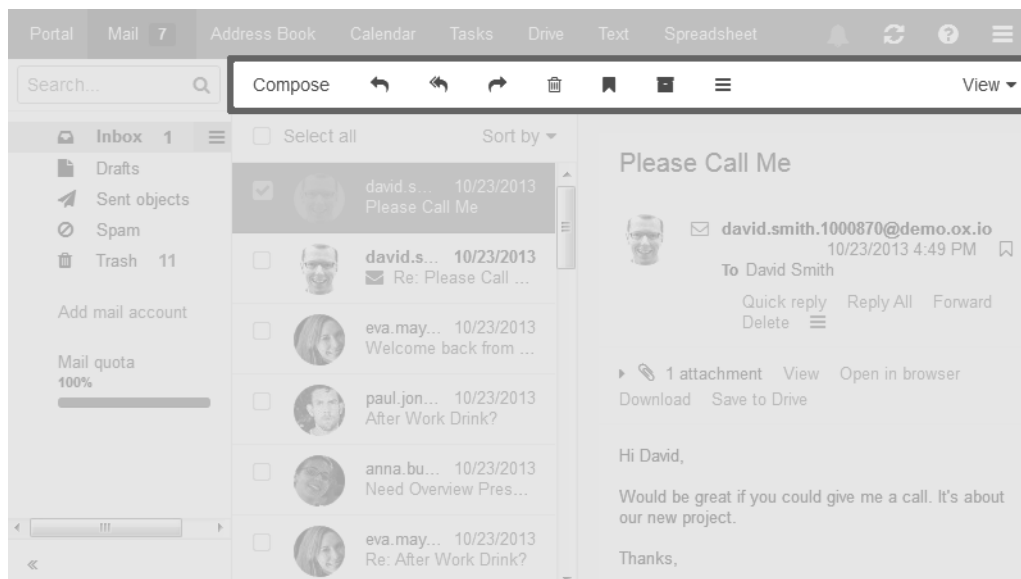 Portal Mail 7 Address Book Calendar Tasks Drive Text Spreadsheet
Search...
Compose View
Inbox 1
Drafts
Sent objects
Spam
Trash 11
Add mail account
Mail quota
100%
Select all Sort by
david.s... 10/23/2013
Please Call Me
david.s... 10/23/2013
Re: Please Call ...
eva.may... 10/23/2013
Welcome back from ...
paul.jon... 10/23/2013
After Work Drink?
anna.bu... 10/23/2013
Need Overview Pres...
eva.may... 10/23/2013
Re: After Work Drink?
Please Call Me
david.smith.1000870@demo.ox.io
10/23/2013 4:49 PM
To David Smith
Quick reply Reply All Forward
Delete
1 attachment View Open in browser
Download Save to Drive
Hi David,
Would be great if you could give me a call. It's about
our new project.
Thanks,